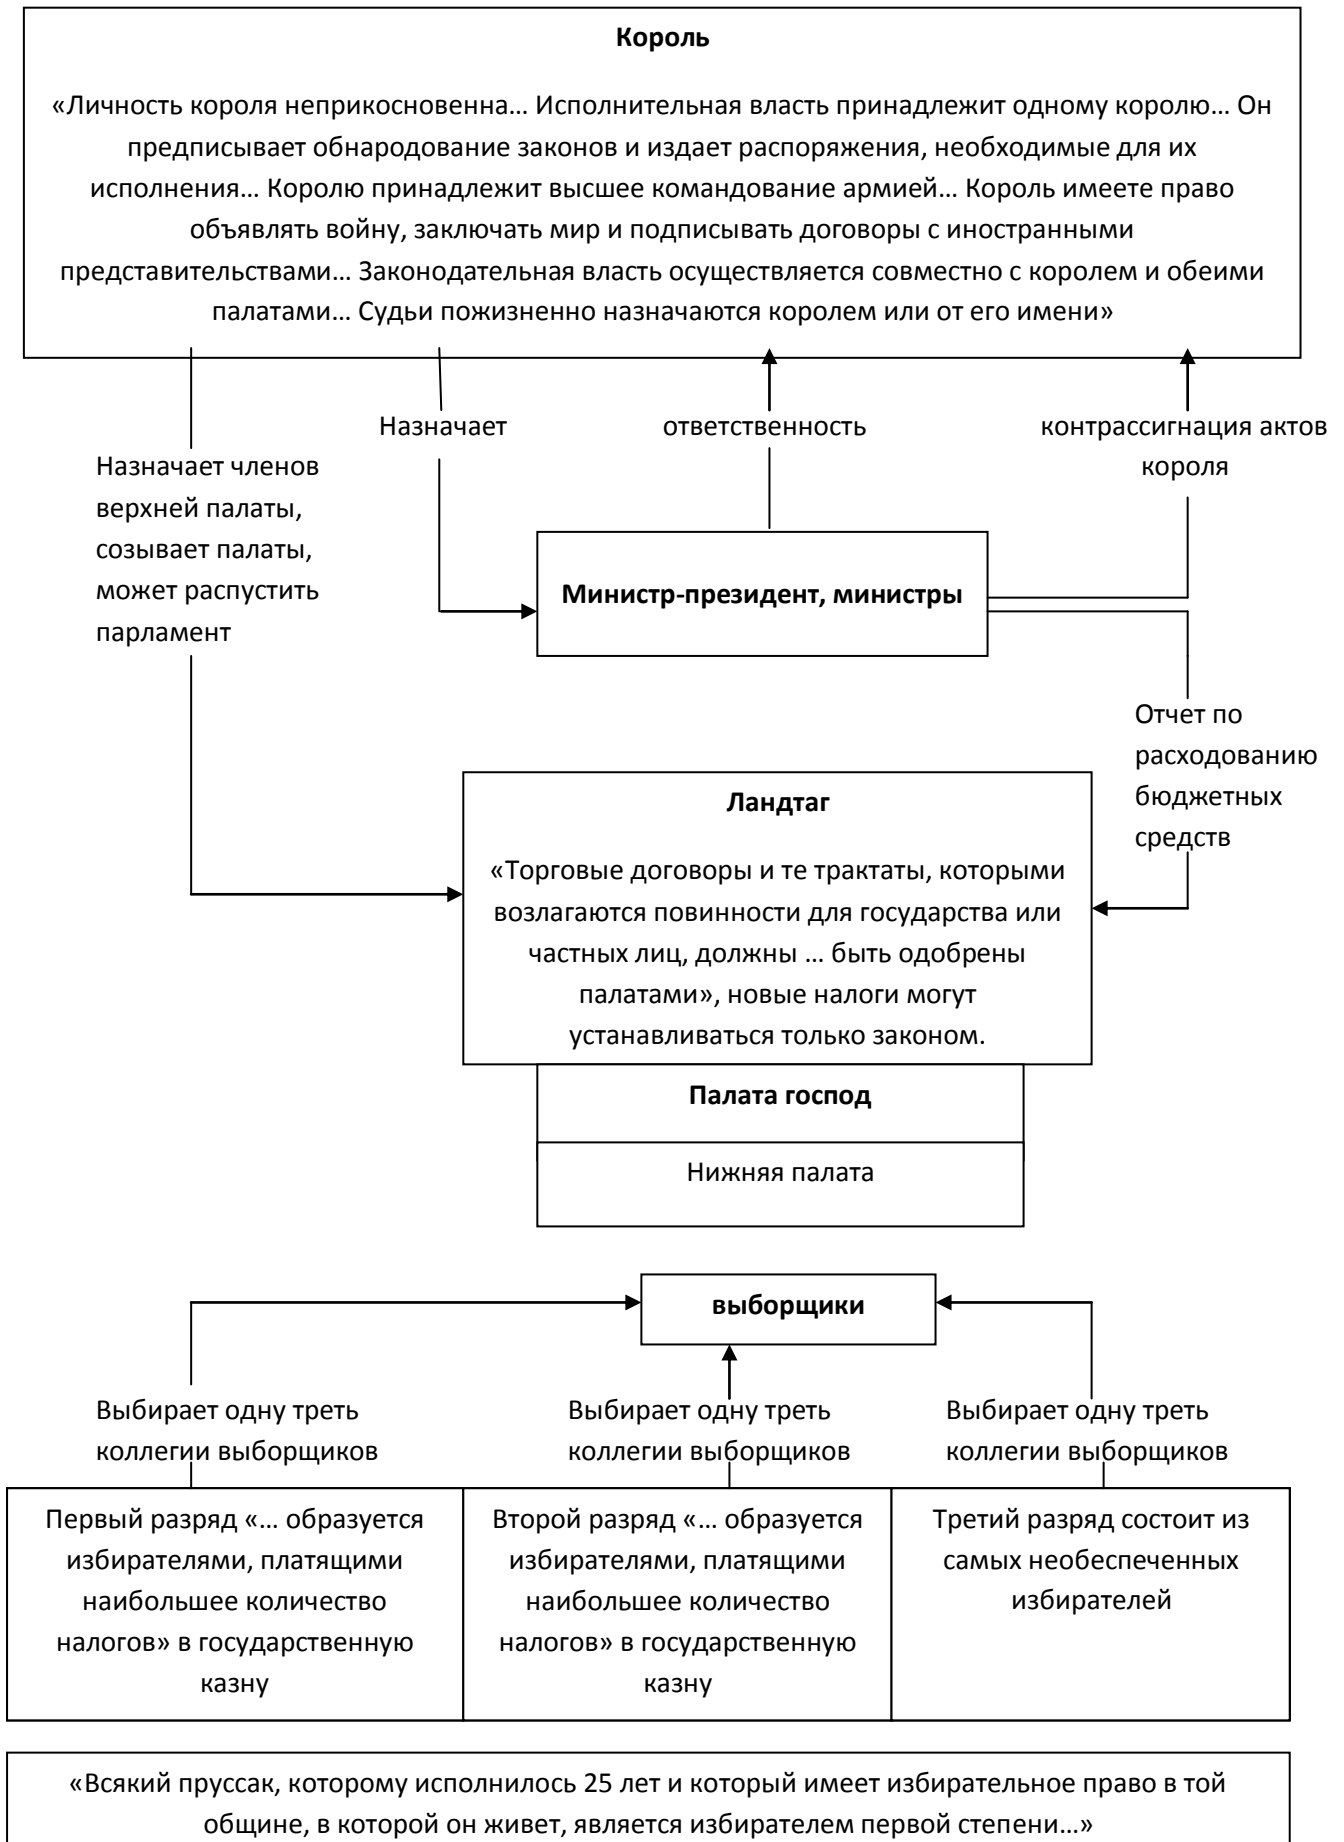 Король
«Личность короля неприкосновенна… Исполнительная власть принадлежит одному королю… Он
предписывает обнародование законов и издает распоряжения, необходимые для их
исполнения… Королю принадлежит высшее командование армией… Король имеете право
объявлять войну, заключать мир и подписывать договоры с иностранными
представительствами… Законодательная власть осуществляется совместно с королем и обеими
палатами… Судьи пожизненно назначаются королем или от его имени»
Назначает
ответственность
контрассигнация актов
короля
Назначает членов
верхней палаты,
созывает палаты,
может распустить
парламент
Министр-президент, министры
Отчет по
расходованию
бюджетных
средств
Ландтаг
«Торговые договоры и те трактаты, которыми
возлагаются повинности для государства или
частных лиц, должны … быть одобрены
палатами», новые налоги могут
устанавливаться только законом.
Палата господ
Нижняя палата
выборщики
Выбирает одну треть
коллегии выборщиков
Выбирает одну треть
коллегии выборщиков
Выбирает одну треть
коллегии выборщиков
Первый разряд «… образуется
избирателями, платящими
наибольшее количество
налогов» в государственную
казну
Второй разряд «… образуется
избирателями, платящими
наибольшее количество
налогов» в государственную
казну
Третий разряд состоит из
самых необеспеченных
избирателей
«Всякий пруссак, которому исполнилось 25 лет и который имеет избирательное право в той
общине, в которой он живет, является избирателем первой степени…»